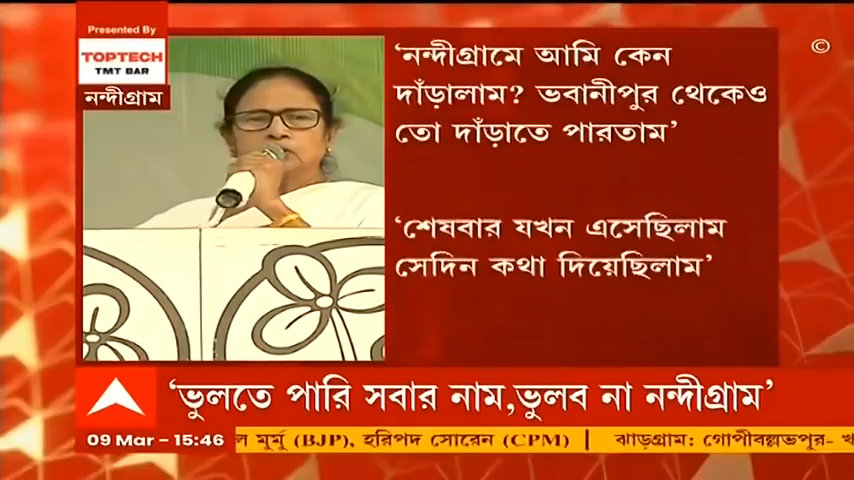 Presented By
TOPTECH
TMT BAR
নন্দীগ্রাম
©
‘নন্দীগ্রামে আমি কেন
দাঁড়ালাম? ভবানীপুর থেকেও
তো দাঁড়াতে পারতাম’
‘শেষবার যখন এসেছিলাম
সেদিন কথা দিয়েছিলাম’
‘ভুলতে পারি সবার নাম,ভুলব না নন্দীগ্রাম’
09 Mar - 15:46
ল মুর্মু (BJP), হরিপদ সোরেন (CPM) | ঝাড়গ্রাম: গোপীবল্লভপুর-